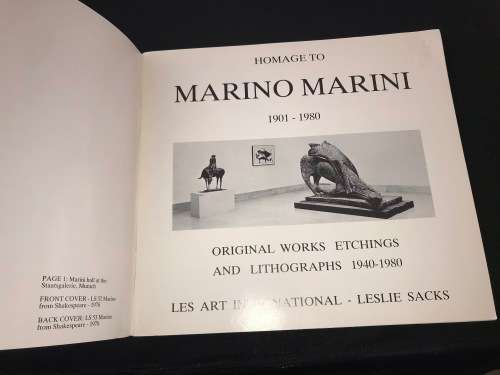 PAGE 1: Marini hall at the
Staatsgalerie, Munich
FRONT COVER - LS 52 Marino
from Shakespeare - 1978
BACK COVER: LS 53 Marino
from Shakespeare - 1978
HOMAGE TO
MARINO MARINI
1901 - 1980
ORIGINAL WORKS ETCHINGS
AND LITHOGRAPHS 1940-1980
LES ART INTERNATIONAL - LESLIE SACKS